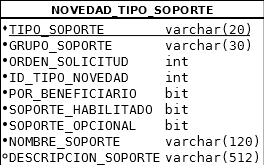 NOVEDAD_TIPO_SOPORTE
•TIPO_SOPORTE varchar(20)
•GRUPO_SOPORTE varchar(30)
•ORDEN_SOLICITUD int
•ID_TIPO_NOVEDAD int
•POR_BENEFICIARIO bit
•SOPORTE_HABILITADO bit
•SOPORTE_OPCIONAL bit
•NOMBRE_SOPORTE varchar(120)
◦DESCRIPCION_SOPORTE varchar(512)